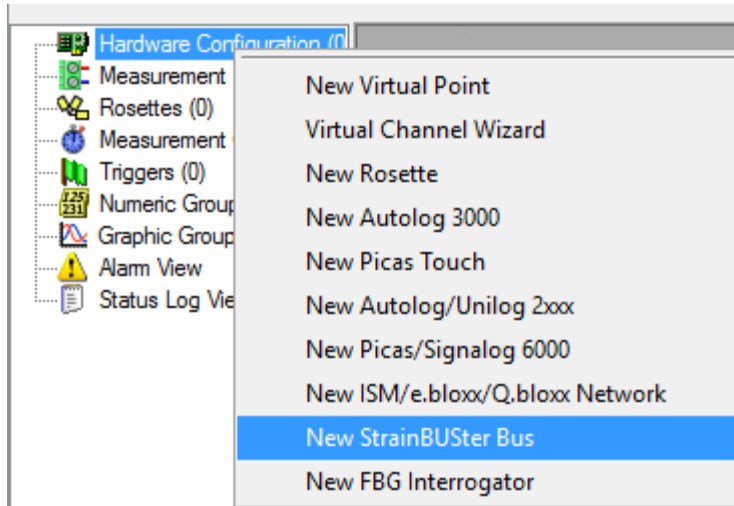 Hardware Configuration (0
Measurement
Rosettes (0)
Measurement
Triggers (0)
Numeric Group
Graphic Group
Alarm View
Status Log Vie
New Virtual Point
Virtual Channel Wizard
New Rosette
New Autolog 3000
New Picas Touch
New Autolog/Unilog 2xxx
New Picas/Signalog 6000
New ISM/e.bloxx/Q.bloxx Network
New StrainBUSter Bus
New FBG Interrogator